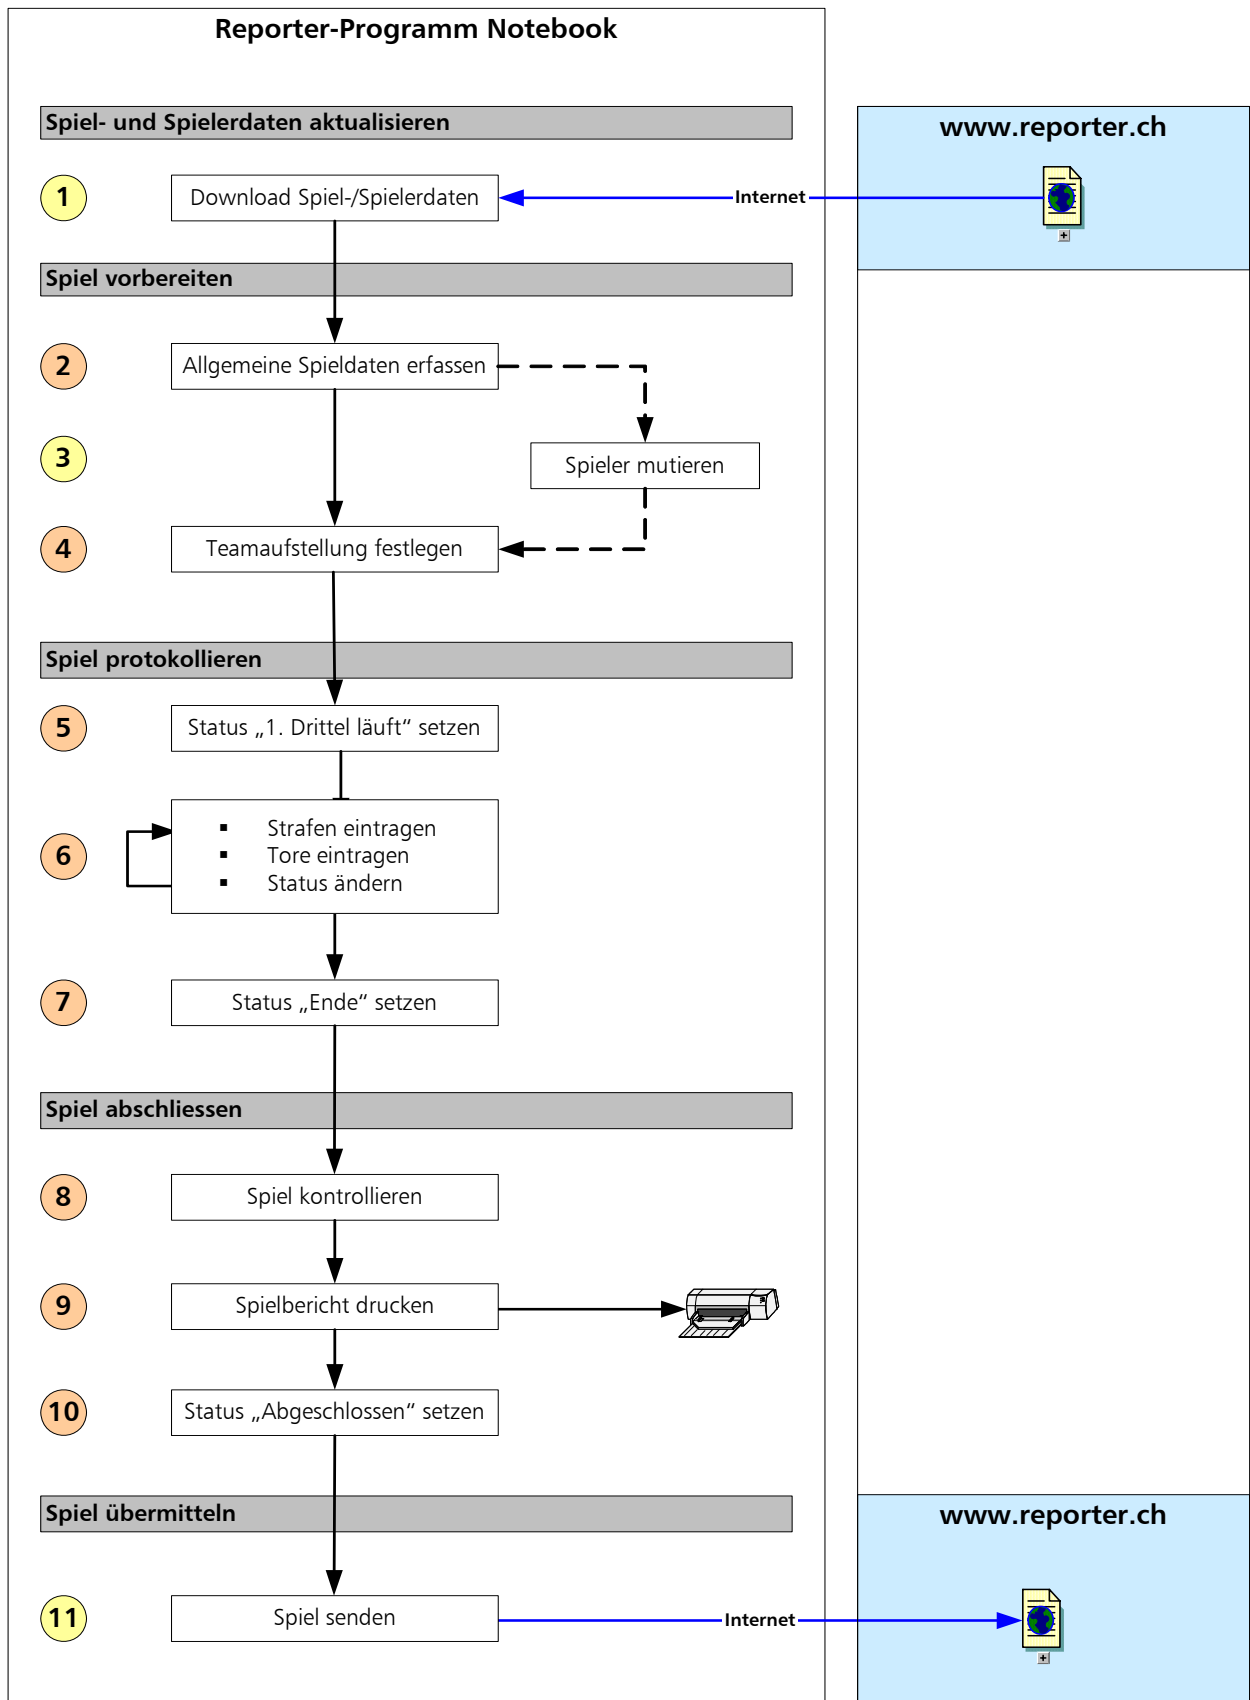 Reporter-Programm Notebook
Spiel- und Spielerdaten aktualisieren
www.reporter.ch
1
Download Spiel-/Spielerdaten
Internet
Spiel vorbereiten
2
Allgemeine Spieldaten erfassen
3
Spieler mutieren
4
Teamaufstellung festlegen
Spiel protokollieren
5
Status „1. Drittel läuft“ setzen
6
▪ Strafen eintragen
▪ Tore eintragen
▪ Status ändern
7
Status „Ende“ setzen
Spiel abschliessen
8
Spiel kontrollieren
9
Spielbericht drucken
10
Status „Abgeschlossen“ setzen
Spiel übermitteln
www.reporter.ch
11
Spiel senden
Internet